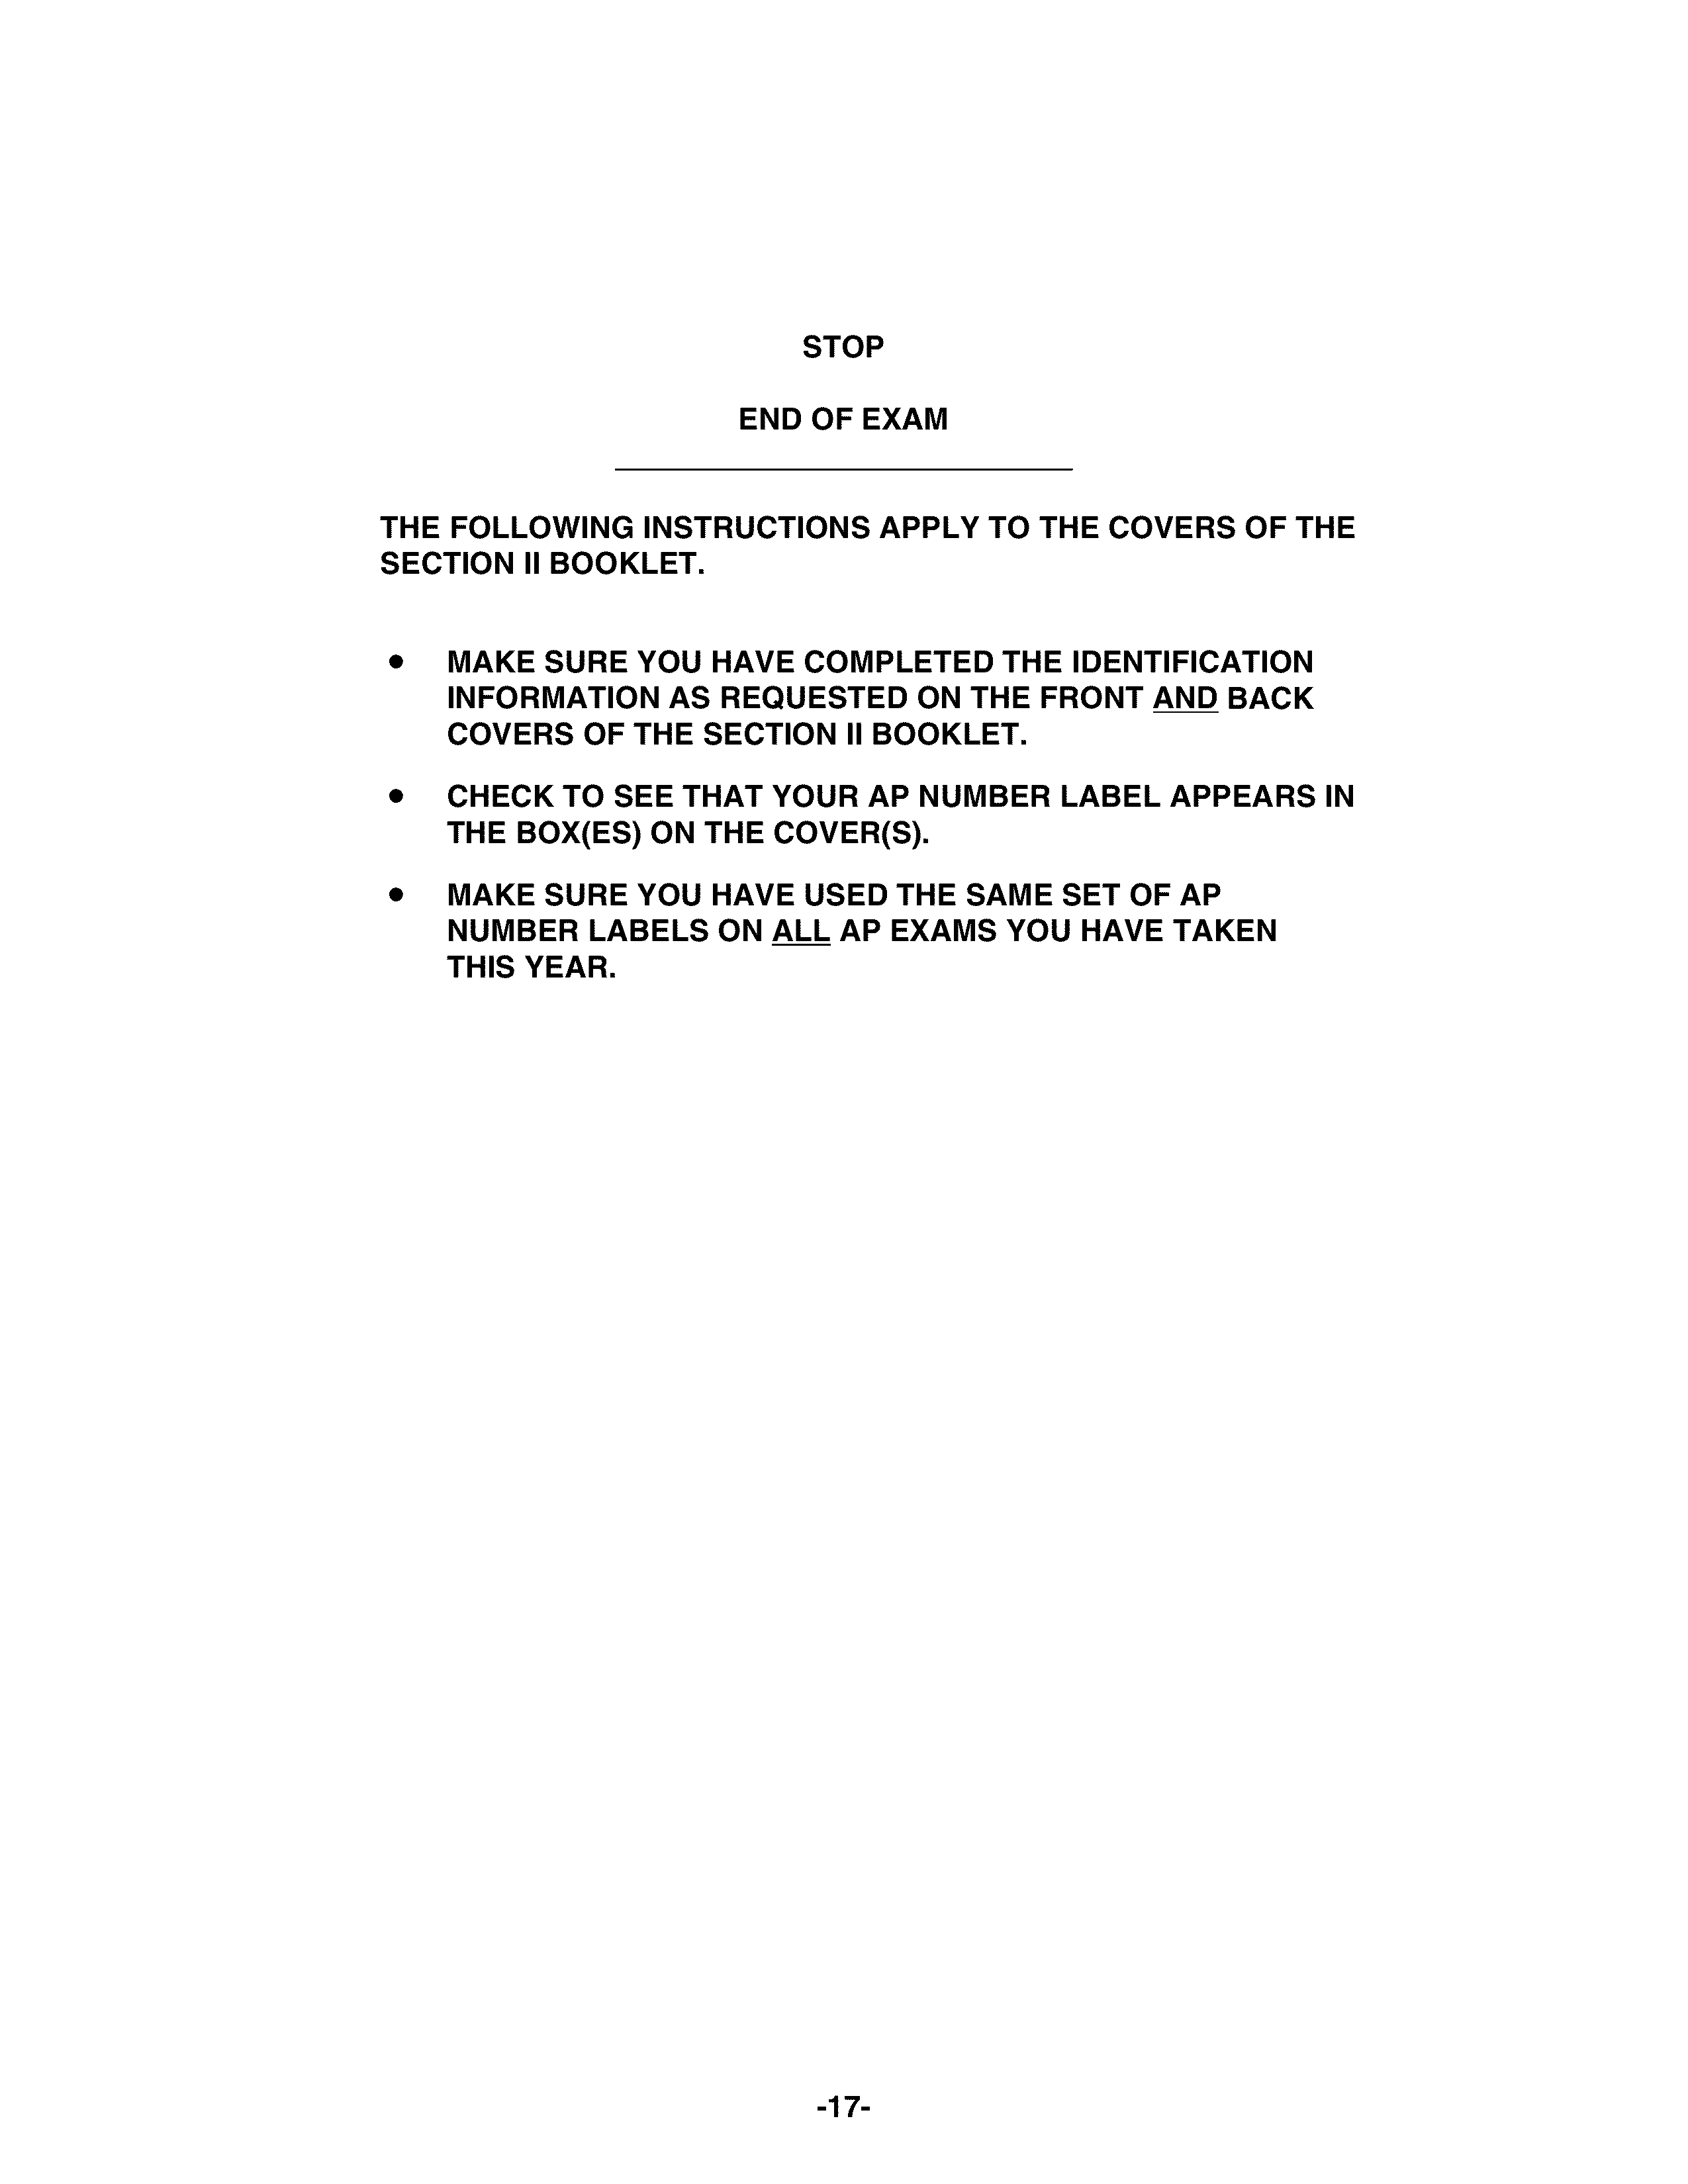 STOP
END OF EXAM
THE FOLLOWING INSTRUCTIONS APPLY TO THE COVERS OF THE
SECTION II BOOKLET.
• MAKE SURE YOU HAVE COMPLETED THE IDENTIFICATION
INFORMATION AS REQUESTED ON THE FRONT AND BACK
COVERS OF THE SECTION II BOOKLET.
• CHECK TO SEE THAT YOUR AP NUMBER LABEL APPEARS IN
THE BOX(ES) ON THE COVER(S).
• MAKE SURE YOU HAVE USED THE SAME SET OF AP
NUMBER LABELS ON ALL AP EXAMS YOU HAVE TAKEN
THIS YEAR.
-17-